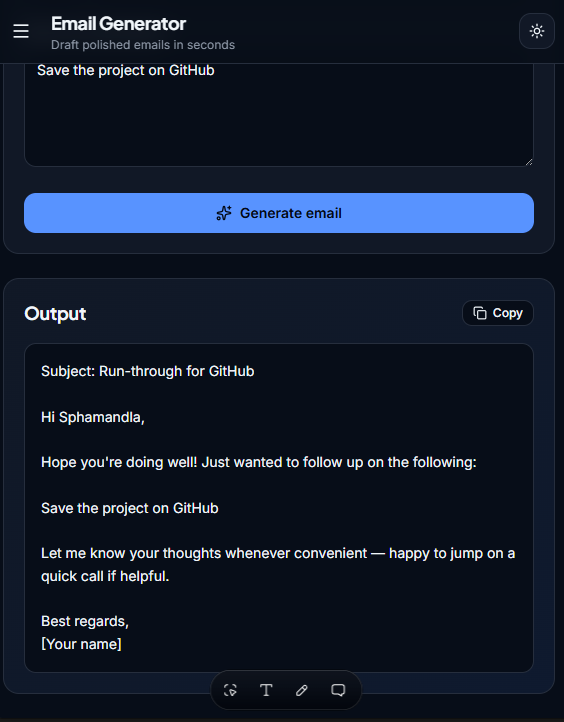 Email Generator
Draft polished emails in seconds
Save the project on GitHub
Generate email
Output
Copy
Subject: Run-through for GitHub
Hi Sphamandla,
Hope you're doing well! Just wanted to follow up on the following:
Save the project on GitHub
Let me know your thoughts whenever convenient — happy to jump on a
quick call if helpful.
Best regards,
[Your name]
T